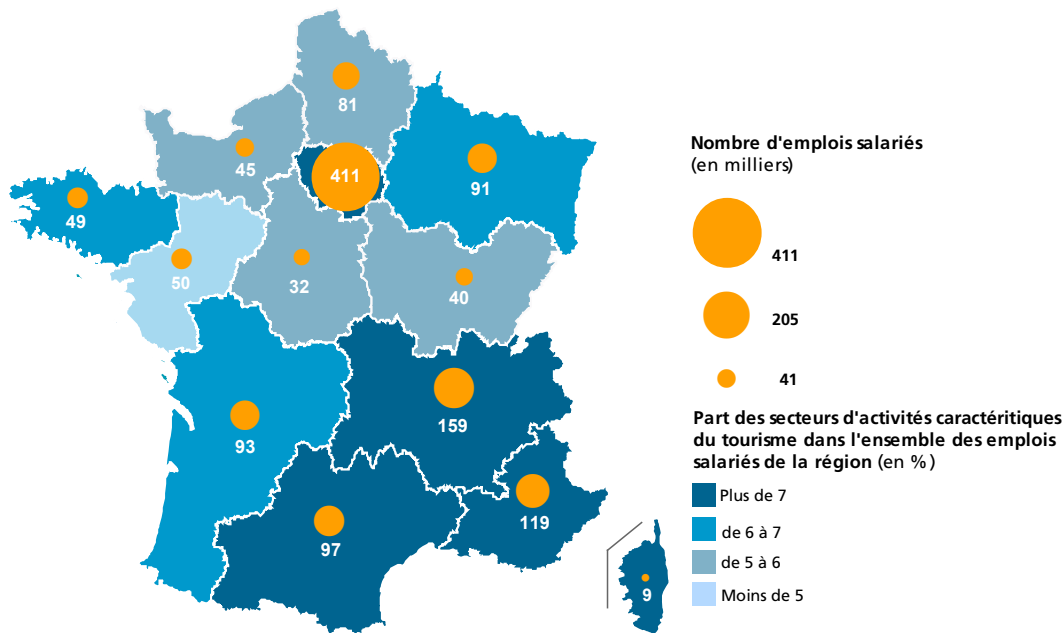 81
45
411
91
49
50
32
40
93
159
97
119
9
Nombre d'emplois salariés
(en milliers)
411
205
41
Part des secteurs d'activités caractéritiques
du tourisme dans l'ensemble des emplois
salariés de la région (en %)
Plus de 7
de 6 à 7
de 5 à 6
Moins de 5